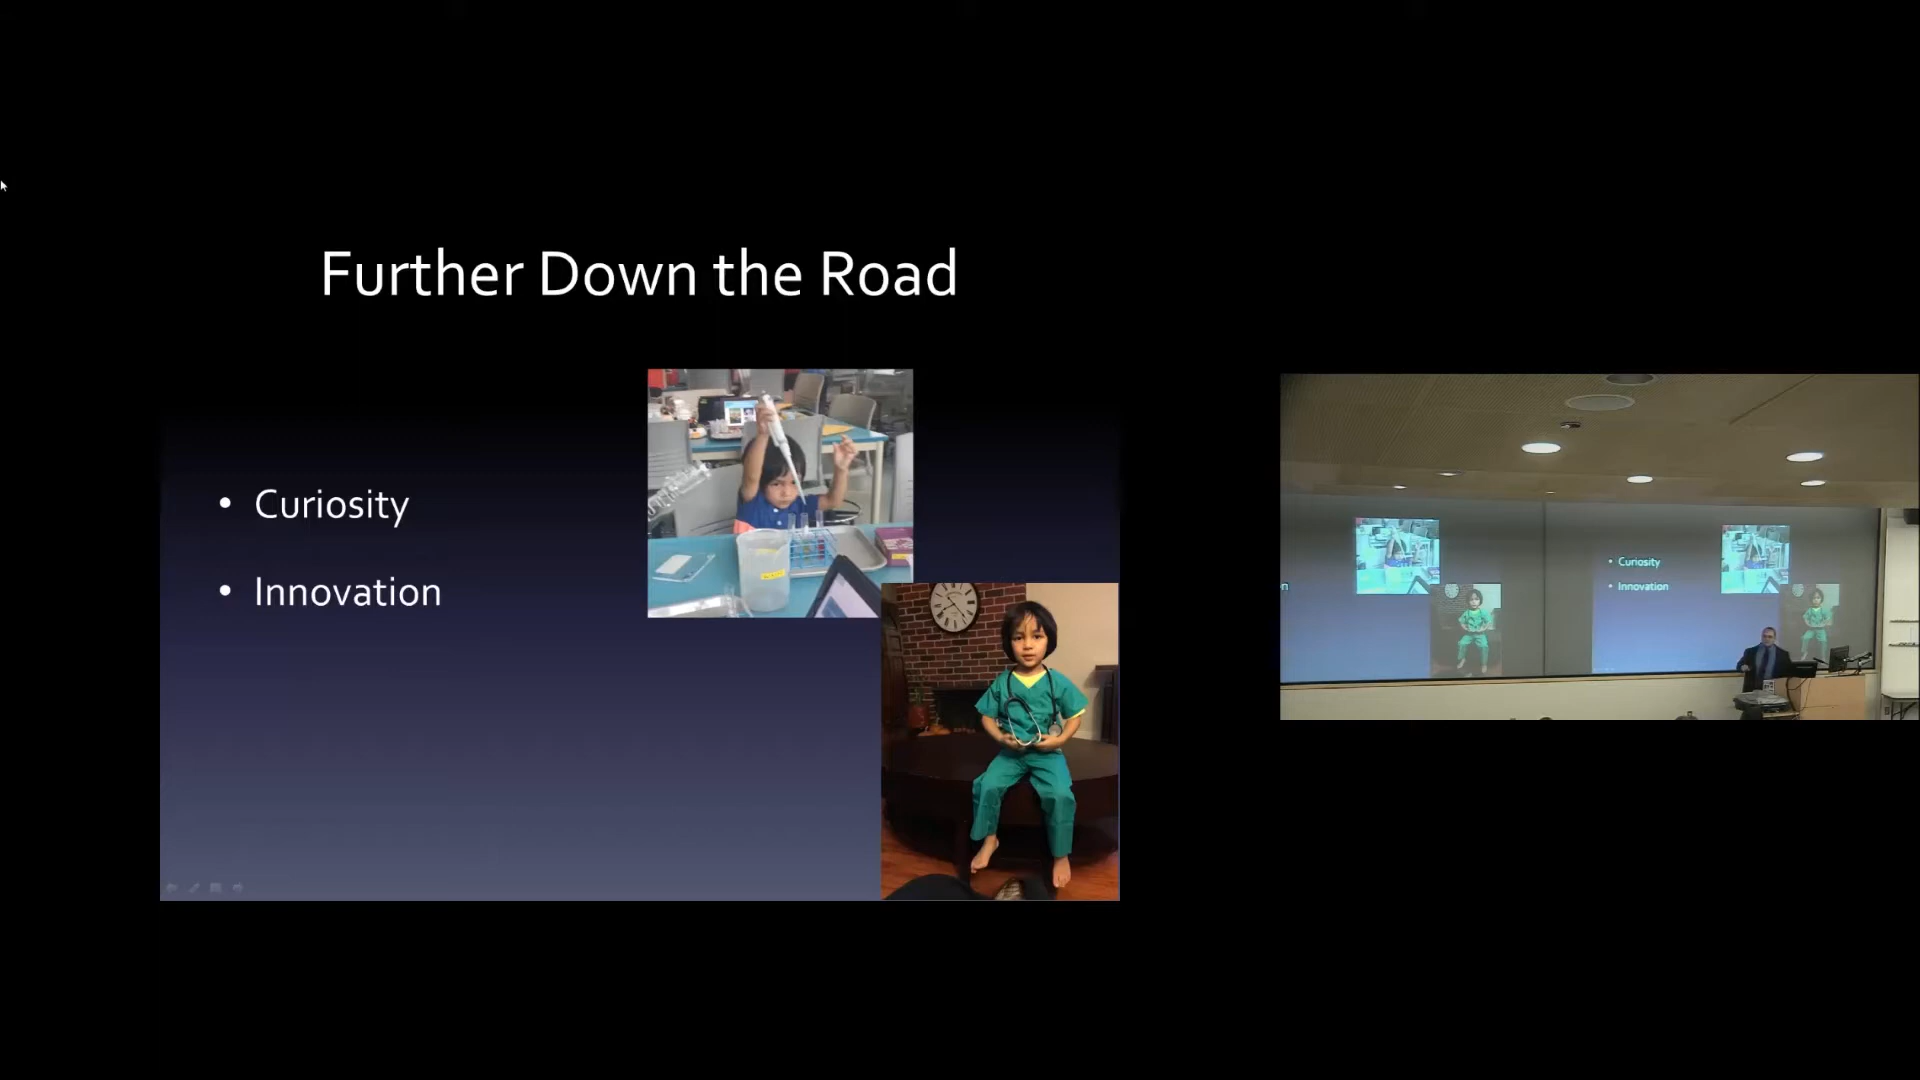 Further Down the Road
• Curiosity
• Innovation
• Curiosity
• Innovation